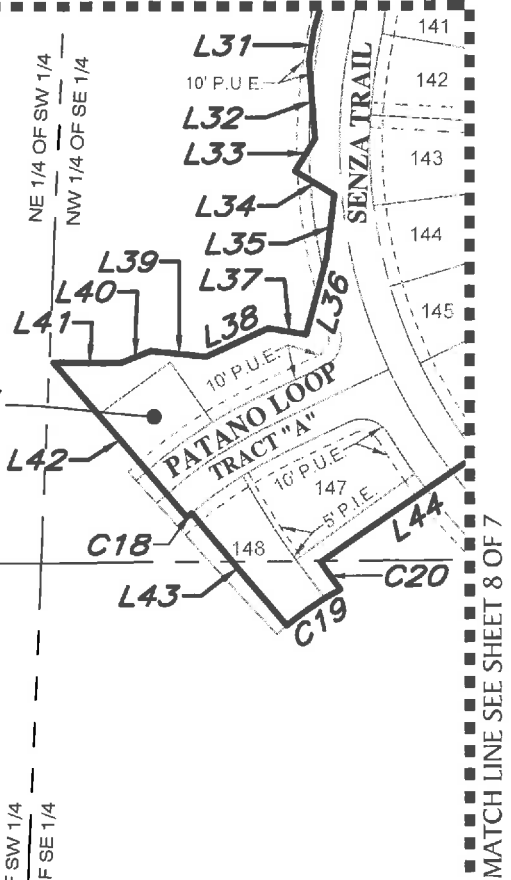 141
L31
10' P.U.E.
142
L32
NE 1/4 OF SW 1/4
NW 1/4 OF SE 1/4
L33
SENZA TRAIL
143
L34
L35
144
L39
L37
L40
L36
L38
145
L41
10' P.U.E.
PATANO LOOP
TRACT "A"
L42
10' P.U.E.
147
5' P.I.E.
L44
C18
148
C20
L43
C19
MATCH LINE SEE SHEET 8 OF 7
SW 1/4
SE 1/4